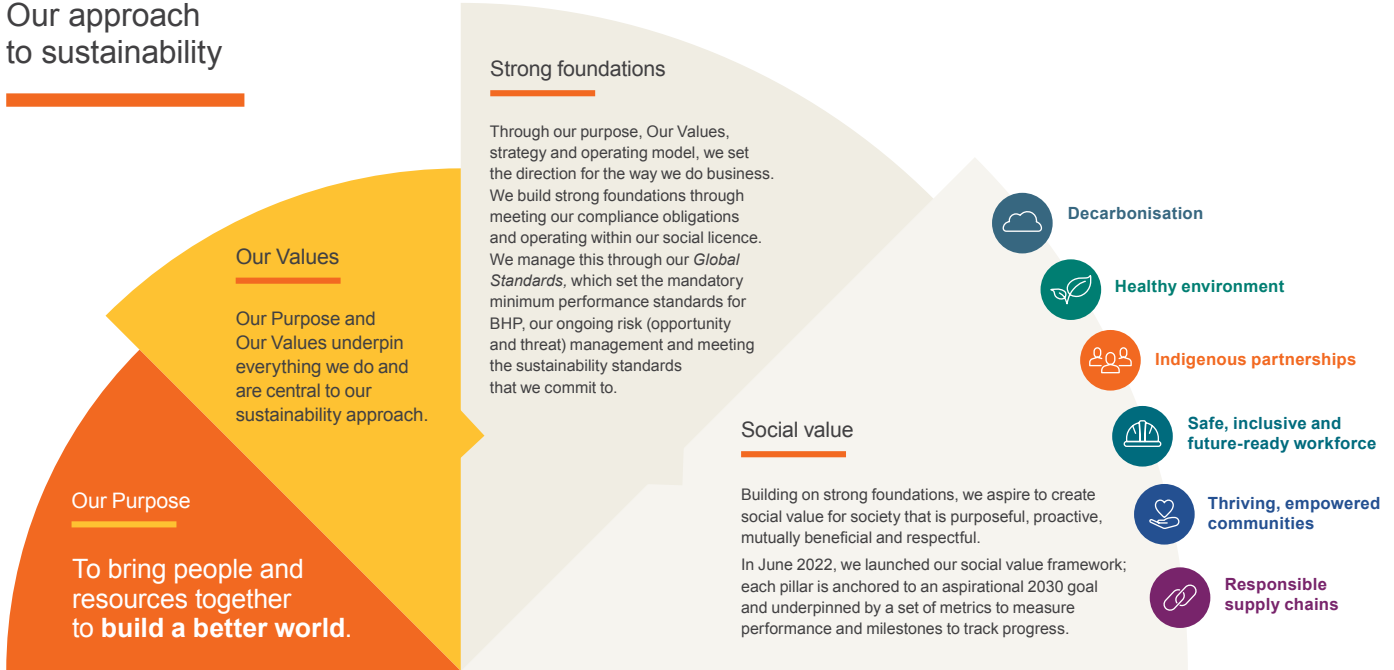 Our approach
to sustainability
Our Purpose
To bring people and
resources together
to build a better world.
Our Values
Our Purpose and
Our Values underpin
everything we do and
are central to our
sustainability approach.
Strong foundations
Through our purpose, Our Values,
strategy and operating model, we set
the direction for the way we do business.
We build strong foundations through
meeting our compliance obligations
and operating within our social licence.
We manage this through our Global
Standards, which set the mandatory
minimum performance standards for
BHP, our ongoing risk (opportunity
and threat) management and meeting
the sustainability standards
that we commit to.
Social value
Building on strong foundations, we aspire to create
social value for society that is purposeful, proactive,
mutually beneficial and respectful.
In June 2022, we launched our social value framework;
each pillar is anchored to an aspirational 2030 goal
and underpinned by a set of metrics to measure
performance and milestones to track progress.
Decarbonisation
Healthy environment
Indigenous partnerships
Safe, inclusive and
future-ready workforce
Thriving, empowered
communities
Responsible
supply chains